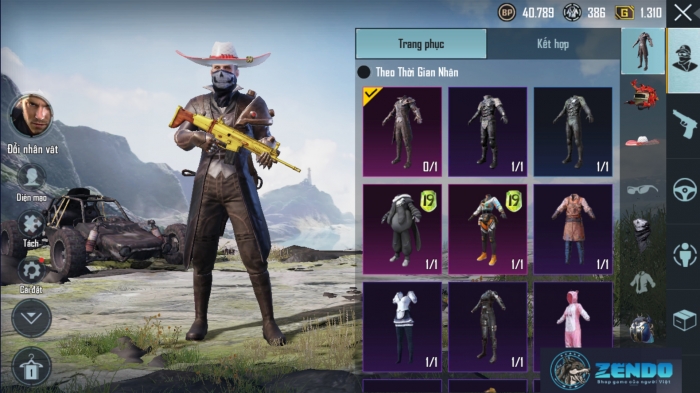 BP 40.789 386 G 1.310
Trang phục Kết hợp
Theo Thời Gian Nhận
Đổi nhân vật
Diện mạo
Tách
Cài đặt
0/1 1/1 1/1
19 19
1/1 1/1 1/1
1/1 1/1
ZENDO
Shop game của người Việt